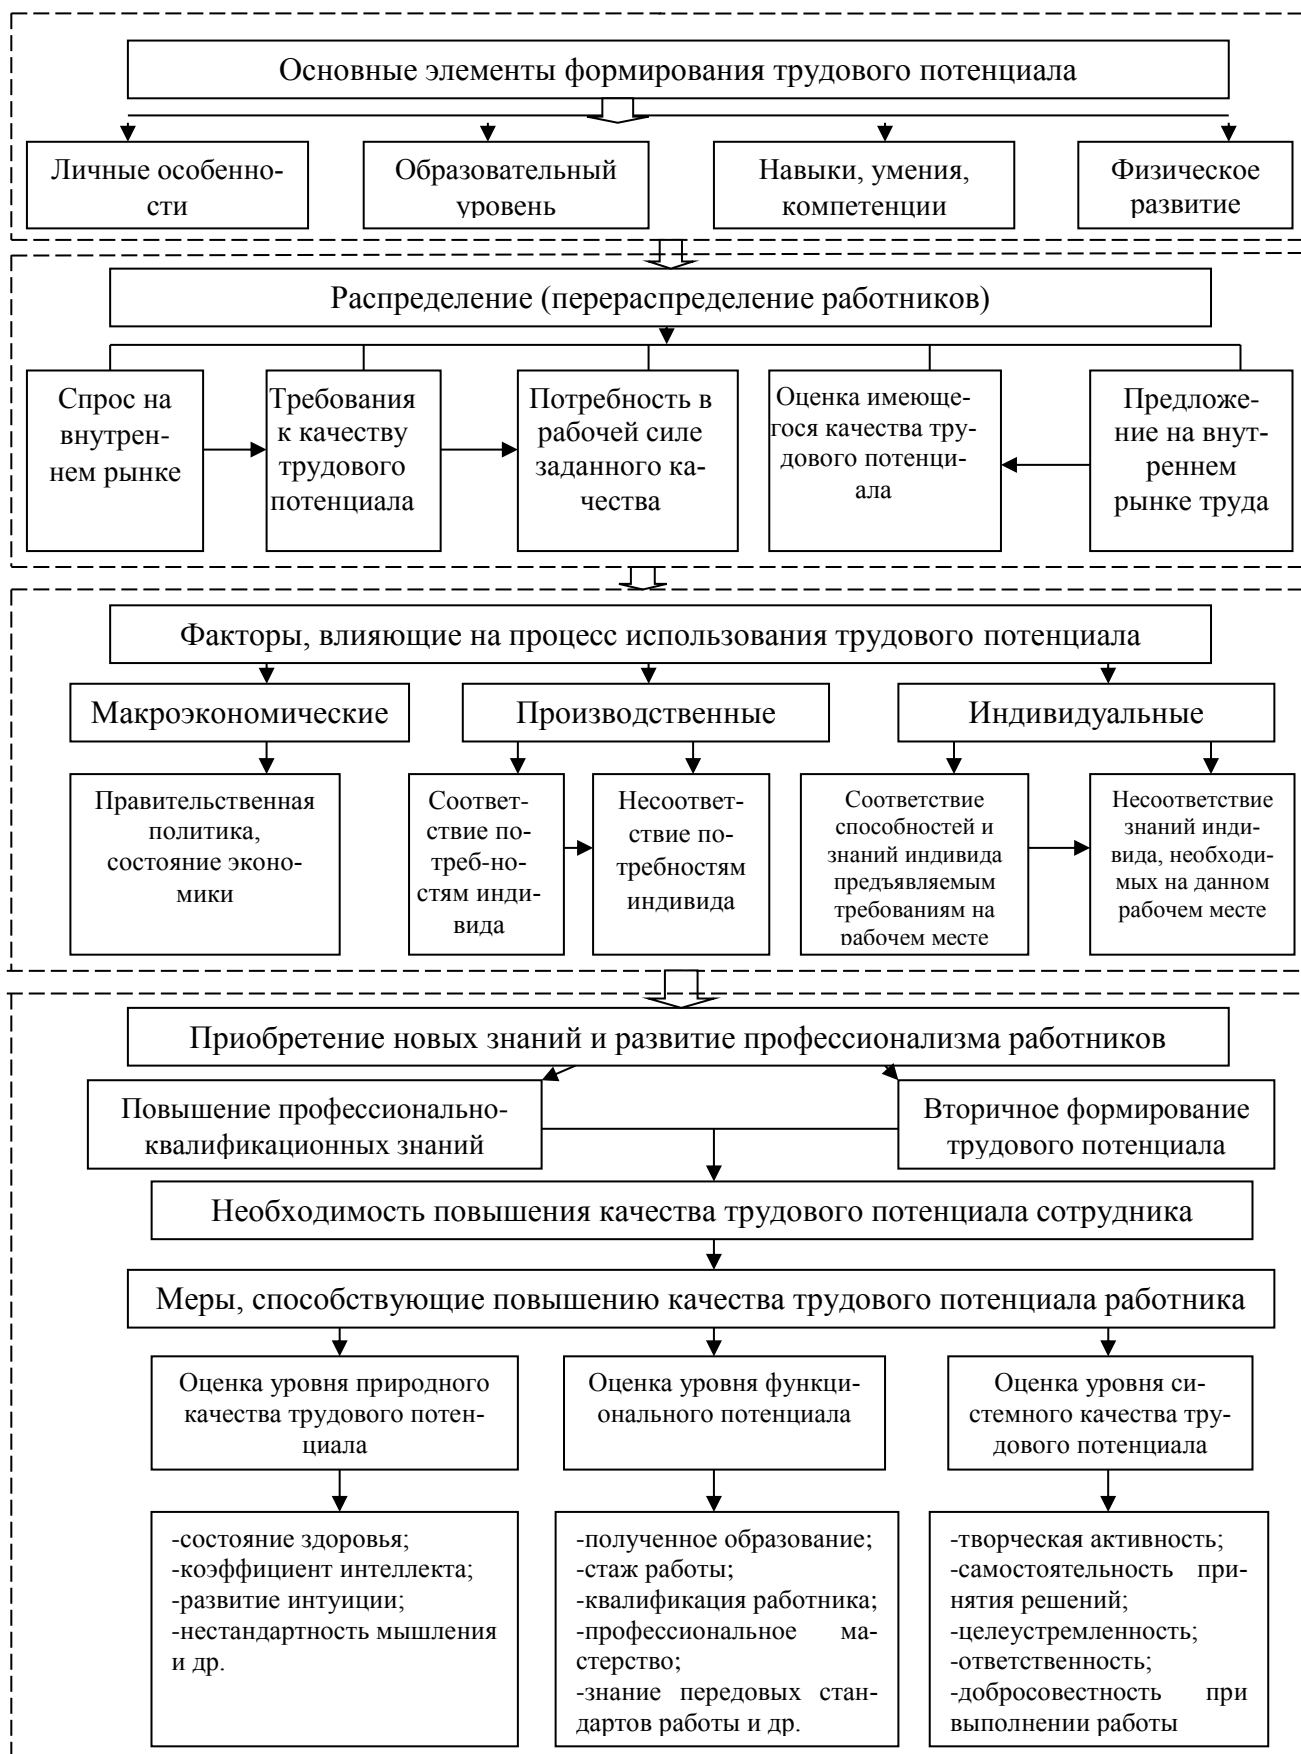 Основные элементы формирования трудового потенциала
Личные особенно-
сти
Образовательный
уровень
Навыки, умения,
компетенции
Физическое
развитие
Распределение (перераспределение работников)
Спрос на
внутрен-
нем рынке
Требования
к качеству
трудового
потенциала
Потребность в
рабочей силе
заданного ка-
чества
Оценка имеюще-
гося качества тру-
дового потенци-
ала
Предложе-
ние на внут-
реннем
рынке труда
Факторы, влияющие на процесс использования трудового потенциала
Макроэкономические
Производственные
Индивидуальные
Правительственная
политика,
состояние эконо-
мики
Соответ-
ствие по-
треб-но-
стям инди-
вида
Несоответ-
ствие по-
требностям
индивида
Соответствие
способностей и
знаний индивида
предъявляемым
требованиям на
рабочем месте
Несоответствие
знаний инди-
вида, необходи-
мых на данном
рабочем месте
Приобретение новых знаний и развитие профессионализма работников
Повышение профессионально-
квалификационных знаний
Вторичное формирование
трудового потенциала
Необходимость повышения качества трудового потенциала сотрудника
Меры, способствующие повышению качества трудового потенциала работника
Оценка уровня природного
качества трудового потен-
циала
Оценка уровня функци-
онального потенциала
Оценка уровня си-
стемного качества тру-
дового потенциала
-состояние здоровья;
-коэффициент интеллекта;
-развитие интуиции;
-нестандартность мышления
и др.
-полученное образование;
-стаж работы;
-квалификация работника;
-профессиональное ма-
стерство;
-знание передовых стан-
дартов работы и др.
-творческая активность;
-самостоятельность при-
нятия решений;
-целеустремленность;
-ответственность;
-добросовестность при
выполнении работы